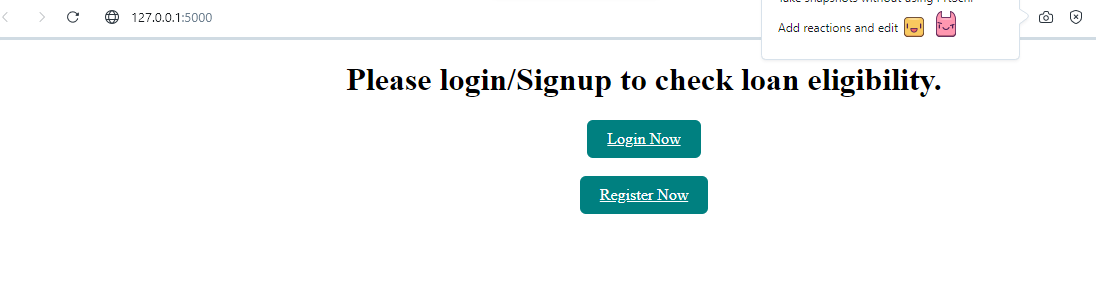 127.0.0.1:5000
Add reactions and edit
Please login/Signup to check loan eligibility.
Login Now
Register Now